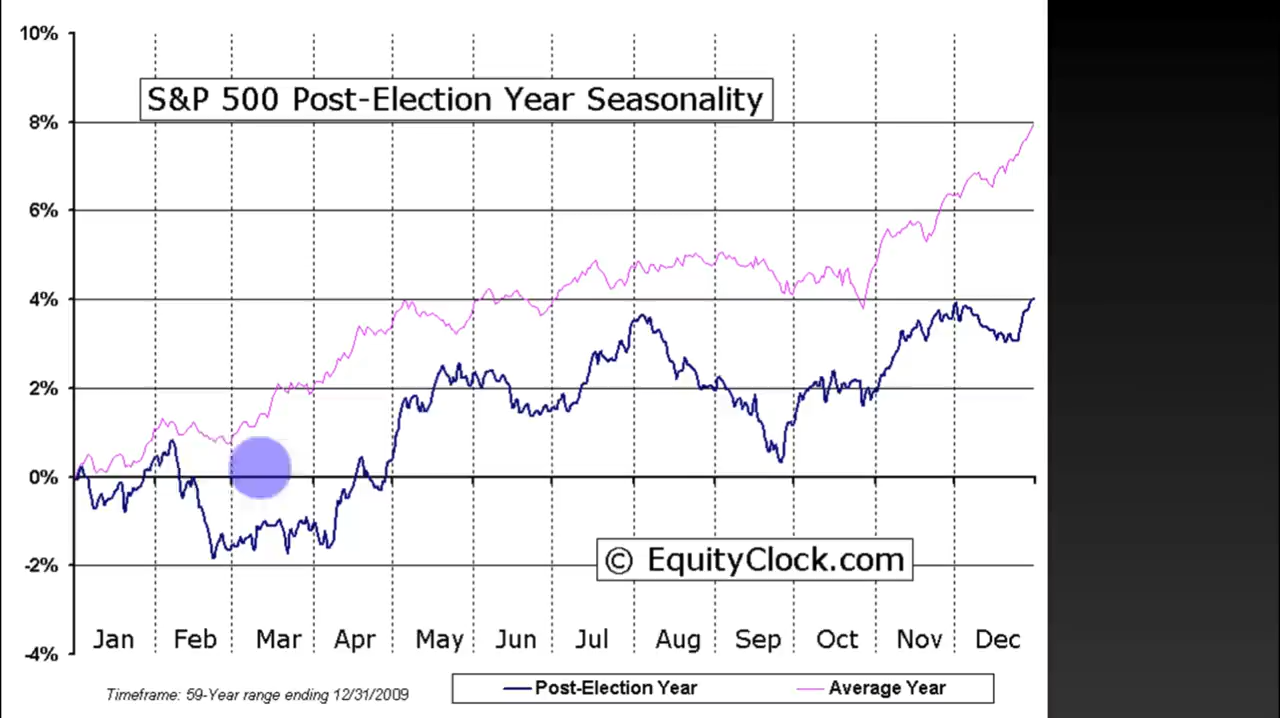 10%
S&P 500 Post-Election Year Seasonality
8%
6%
4%
2%
0%
-2%
© EquityClock.com
-4%
Jan Feb Mar Apr May Jun Jul Aug Sep Oct Nov Dec
Timeframe: 59-Year range ending 12/31/2009
Post-Election Year Average Year